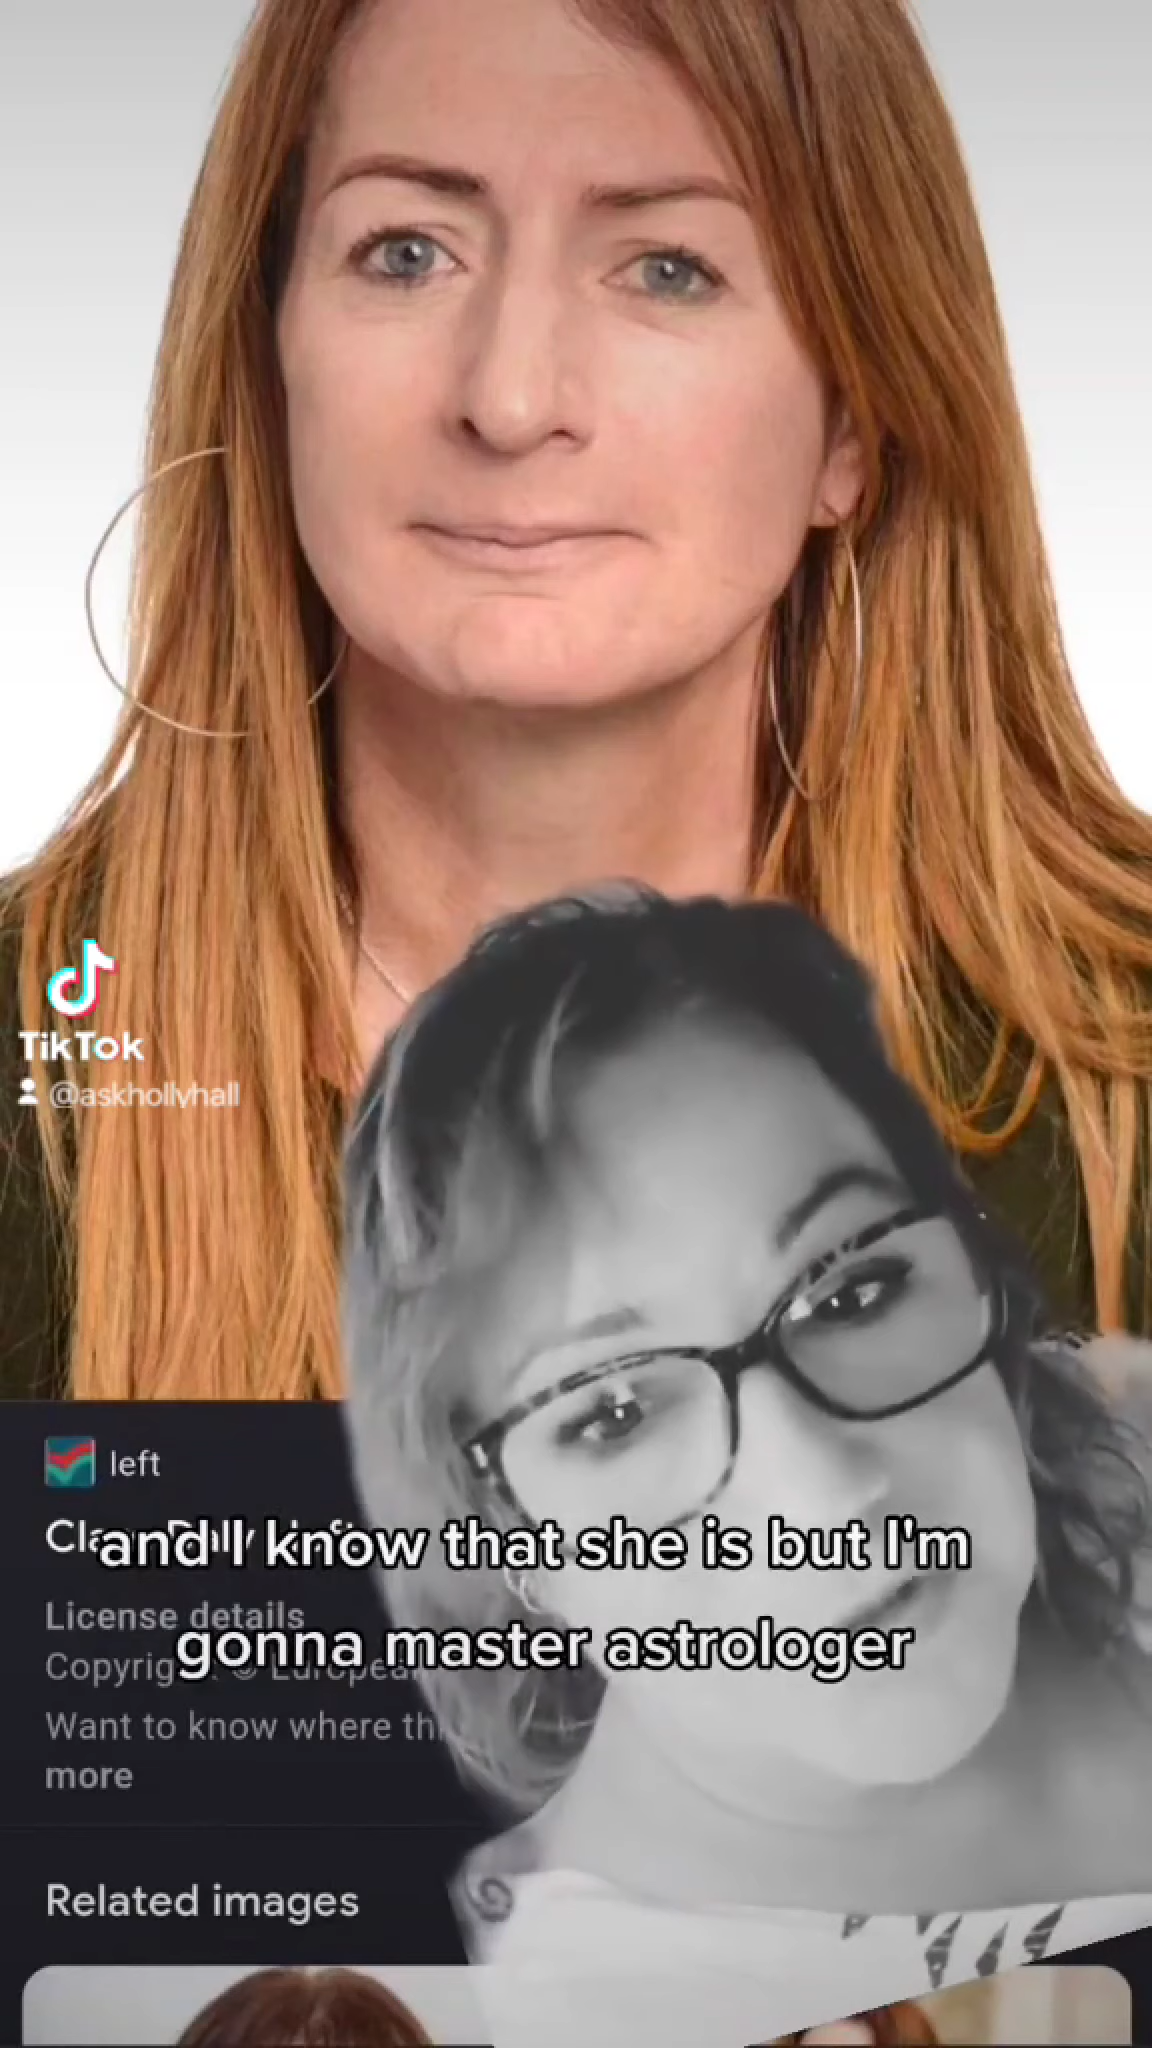 TikTok
@askhollyhall
left
and I know that she is but I'm
License details
gonna master astrologer
Want to know where
more
Related images